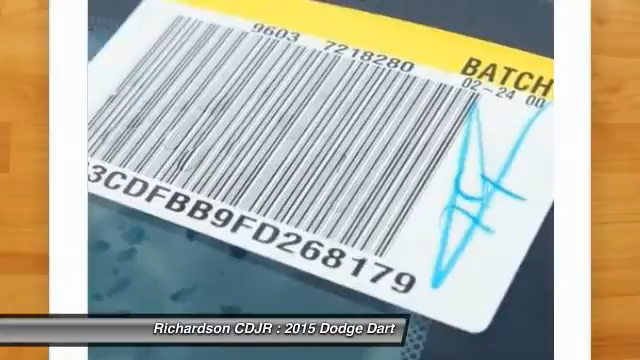 9603 7218280
BATCH
02-24 00
3CDFBB9FD268179
Richardson CDJR : 2015 Dodge Dart